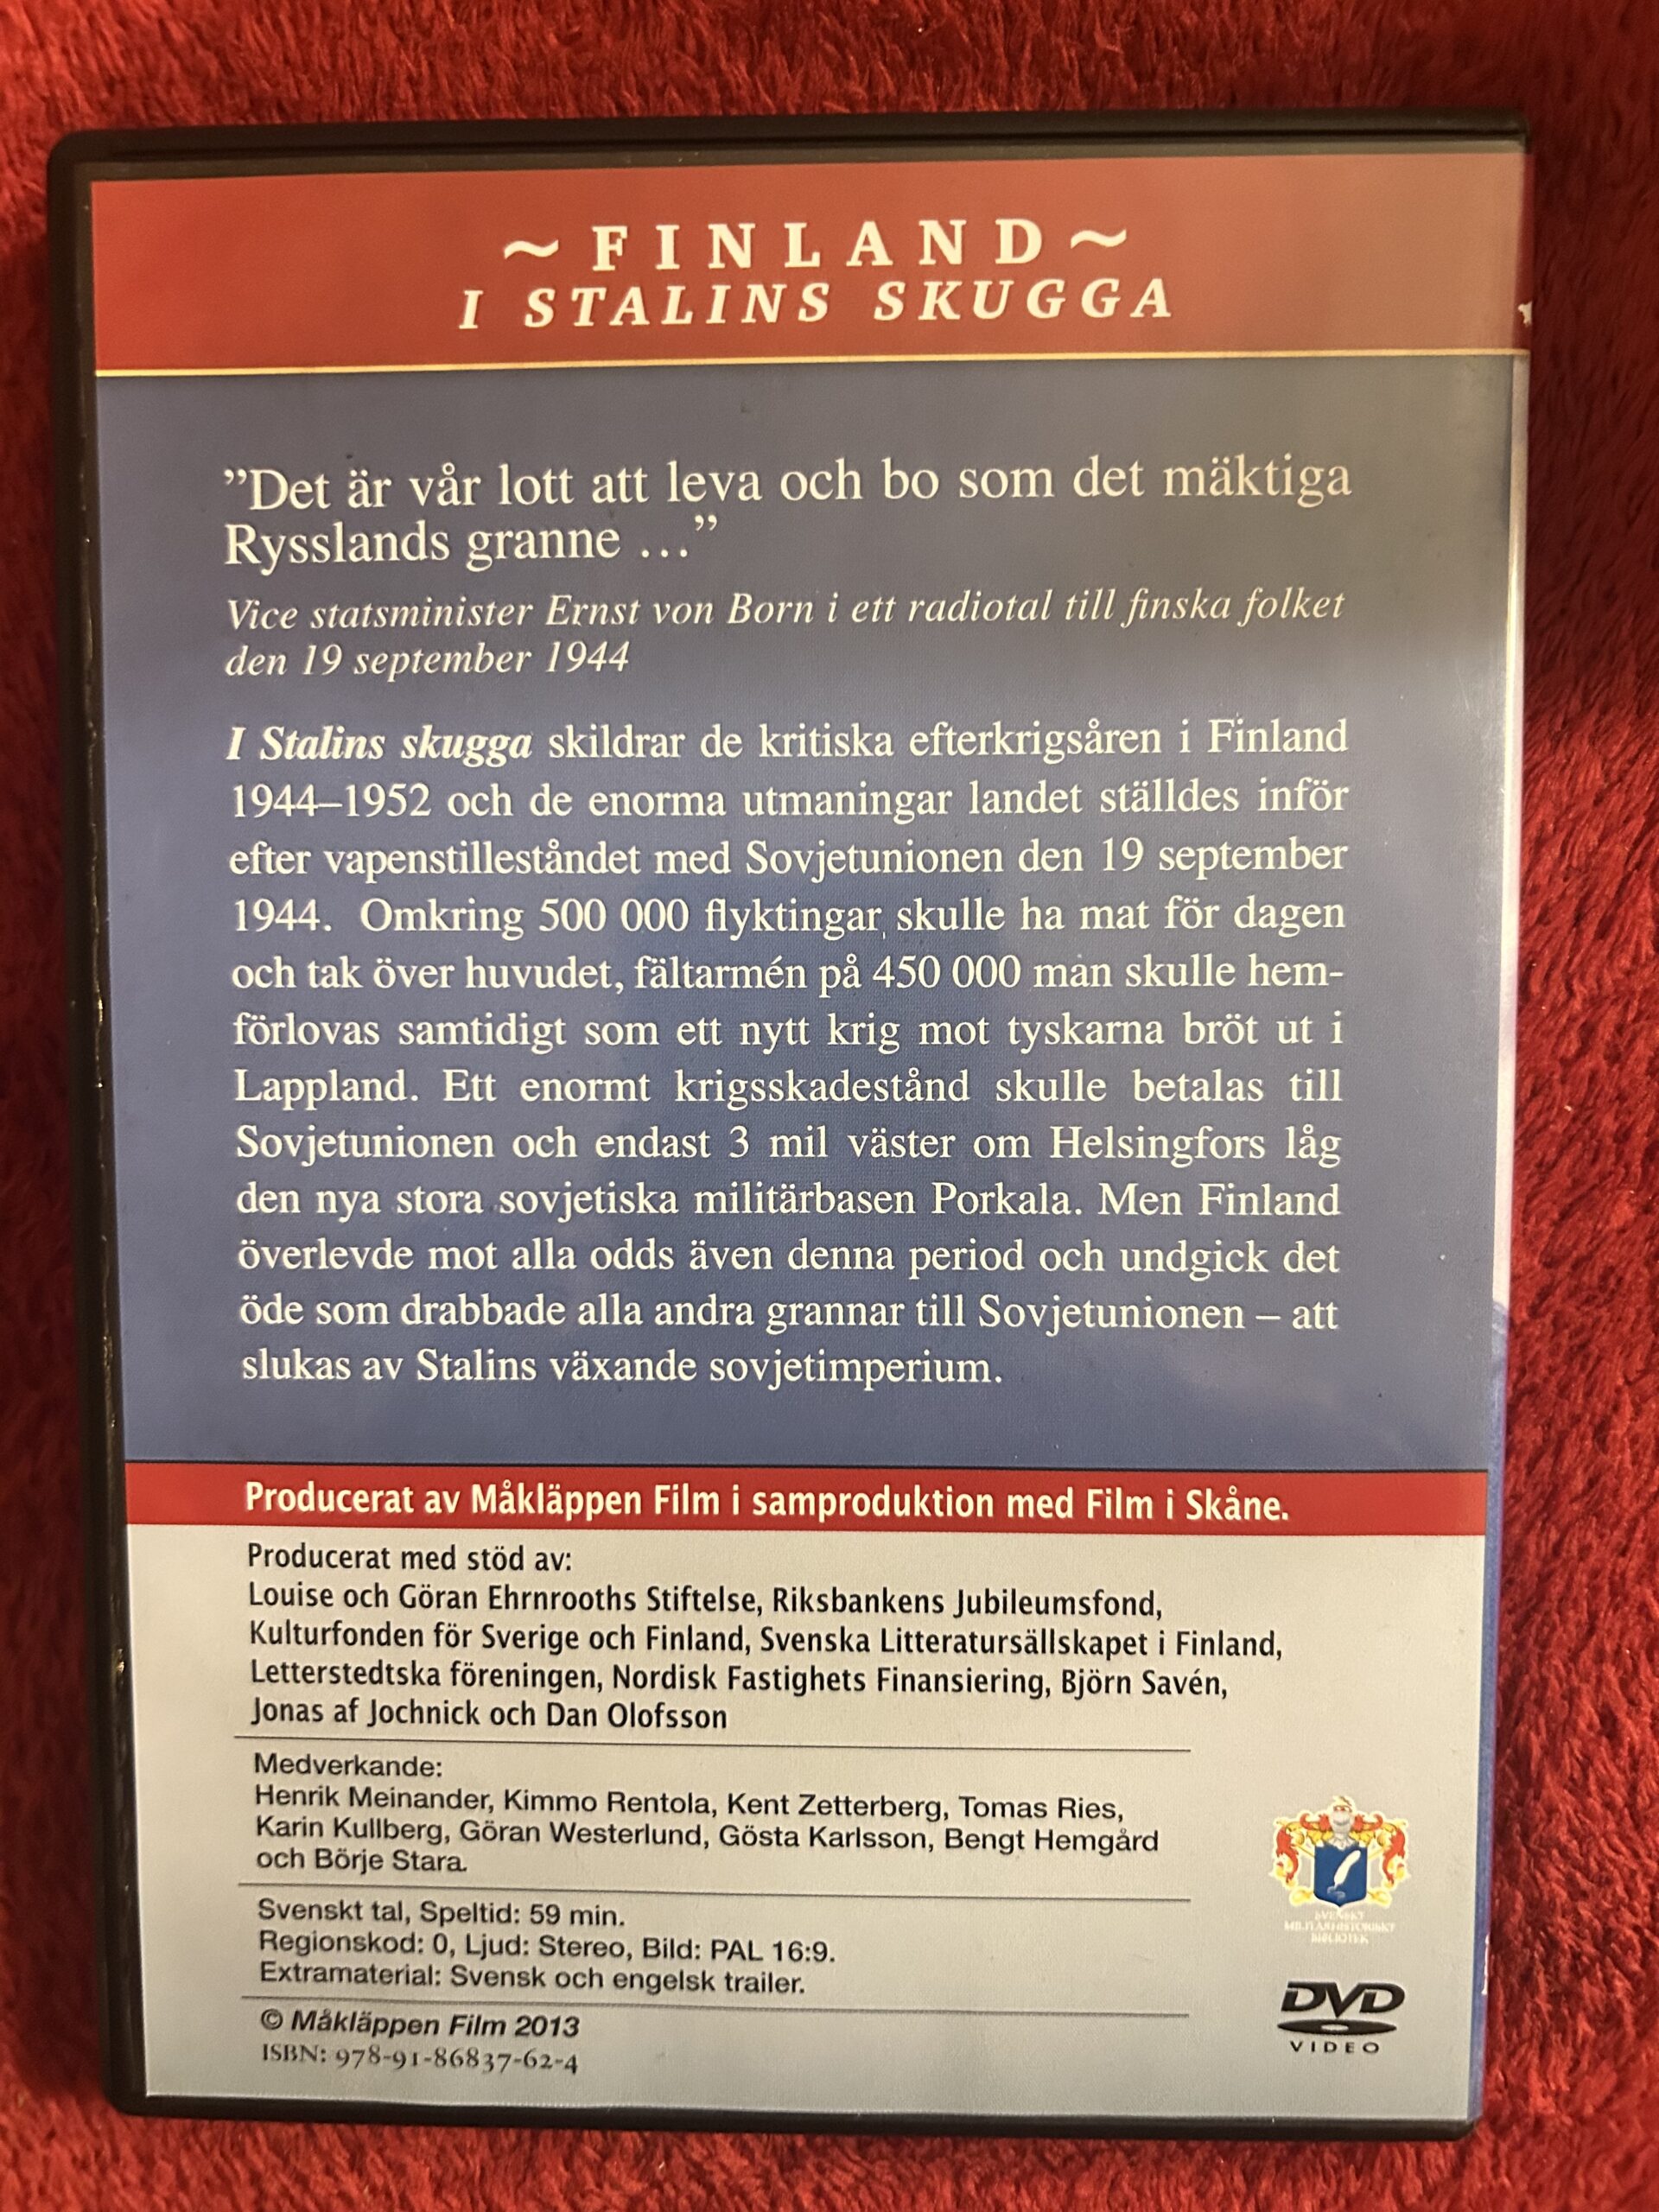 ~ FINLAND ~
I STALINS SKUGGA
”Det är vår lott att leva och bo som det mäktiga
Rysslands granne ...”
Vice statsminister Ernst von Born i ett radiotal till finska folket
den 19 september 1944
I Stalins skugga skildrar de kritiska efterkrigsåren i Finland
1944–1952 och de enorma utmaningar landet ställdes inför
efter vapenstilleståndet med Sovjetunionen den 19 september
1944. Omkring 500 000 flyktingar skulle ha mat för dagen
och tak över huvudet, fältarmén på 450 000 man skulle hem-
förlovas samtidigt som ett nytt krig mot tyskarna bröt ut i
Lappland. Ett enormt krigsskadestånd skulle betalas till
Sovjetunionen och endast 3 mil väster om Helsingfors låg
den nya stora sovjetiska militärbasen Porkala. Men Finland
överlevde mot alla odds även denna period och undgick det
öde som drabbade alla andra grannar till Sovjetunionen – att
slukas av Stalins växande sovjetimperium.
Producerat av Måkläppen Film i samproduktion med Film i Skåne.
Producerat med stöd av:
Louise och Göran Ehrnrooths Stiftelse, Riksbankens Jubileumsfond,
Kulturfonden för Sverige och Finland, Svenska Litteratursällskapet i Finland,
Letterstedtska föreningen, Nordisk Fastighets Finansiering, Björn Savén,
Jonas af Jochnick och Dan Olofsson
Medverkande:
Henrik Meinander, Kimmo Rentola, Kent Zetterberg, Tomas Ries,
Karin Kullberg, Göran Westerlund, Gösta Karlsson, Bengt Hemgård
och Börje Stara.
Svenskt tal, Speltid: 59 min.
Regionskod: 0, Ljud: Stereo, Bild: PAL 16:9.
Extramaterial: Svensk och engelsk trailer.
© Måkläppen Film 2013
ISBN: 978-91-86837-62-4
SVENSKT
MILITÄRHISTORISKT
BIBLIOTEK
DVD
VIDEO